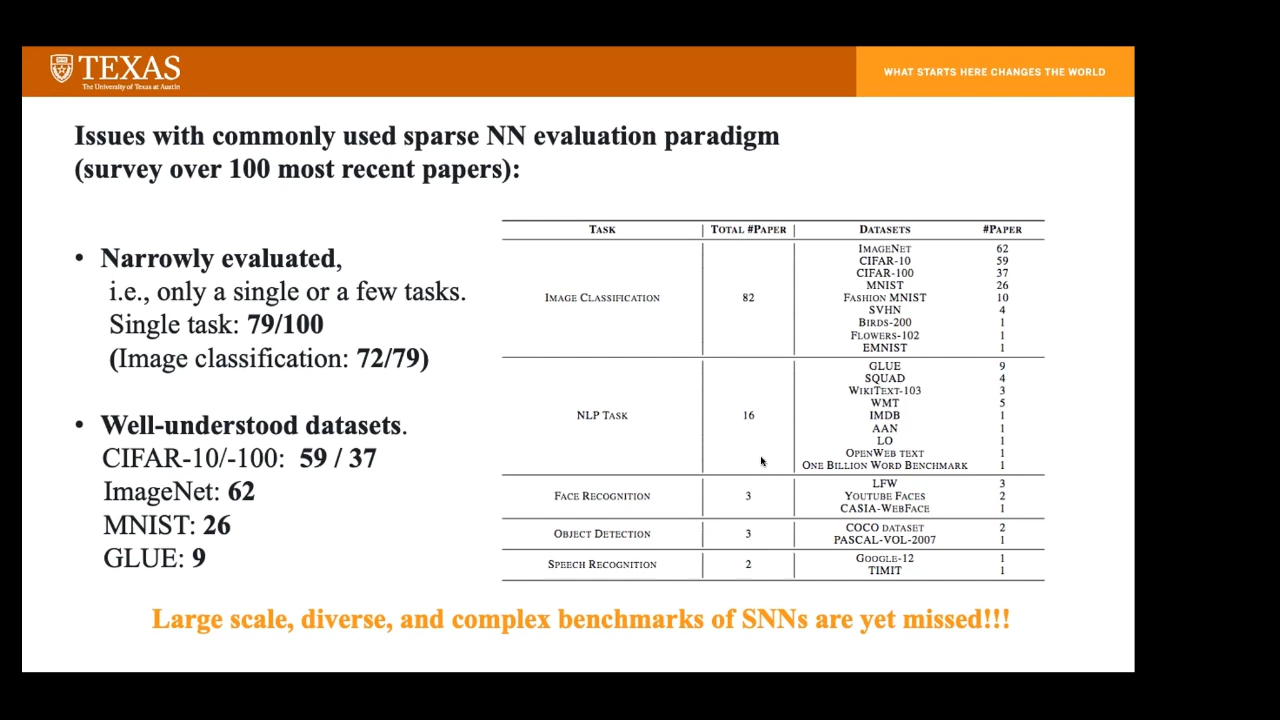 TEXAS
The University of Texas at Austin
WHAT STARTS HERE CHANGES THE WORLD
Issues with commonly used sparse NN evaluation paradigm
(survey over 100 most recent papers):
• Narrowly evaluated,
i.e., only a single or a few tasks.
Single task: 79/100
(Image classification: 72/79)
• Well-understood datasets.
CIFAR-10/-100: 59 / 37
ImageNet: 62
MNIST: 26
GLUE: 9
TASK | TOTAL #PAPER | DATASETS #PAPER
IMAGENET 62
CIFAR-10 59
CIFAR-100 37
MNIST 26
IMAGE CLASSIFICATION 82 FASHION MNIST 10
SVHN 4
BIRDS-200 1
FLOWERS-102 1
EMNIST 1
GLUE 9
SQUAD 4
WIKITEXT-103 3
WMT 5
NLP TASK 16 IMDB 1
AAN 1
LO 1
OPENWEB TEXT 1
ONE BILLION WORD BENCHMARK 1
LFW 3
FACE RECOGNITION 3 YOUTUBE FACES 2
CASIA-WEBFACE 1
COCO DATASET 2
OBJECT DETECTION 3
PASCAL-VOL-2007 1
GOOGLE-12 1
SPEECH RECOGNITION 2
TIMIT 1
Large scale, diverse, and complex benchmarks of SNNs are yet missed!!!